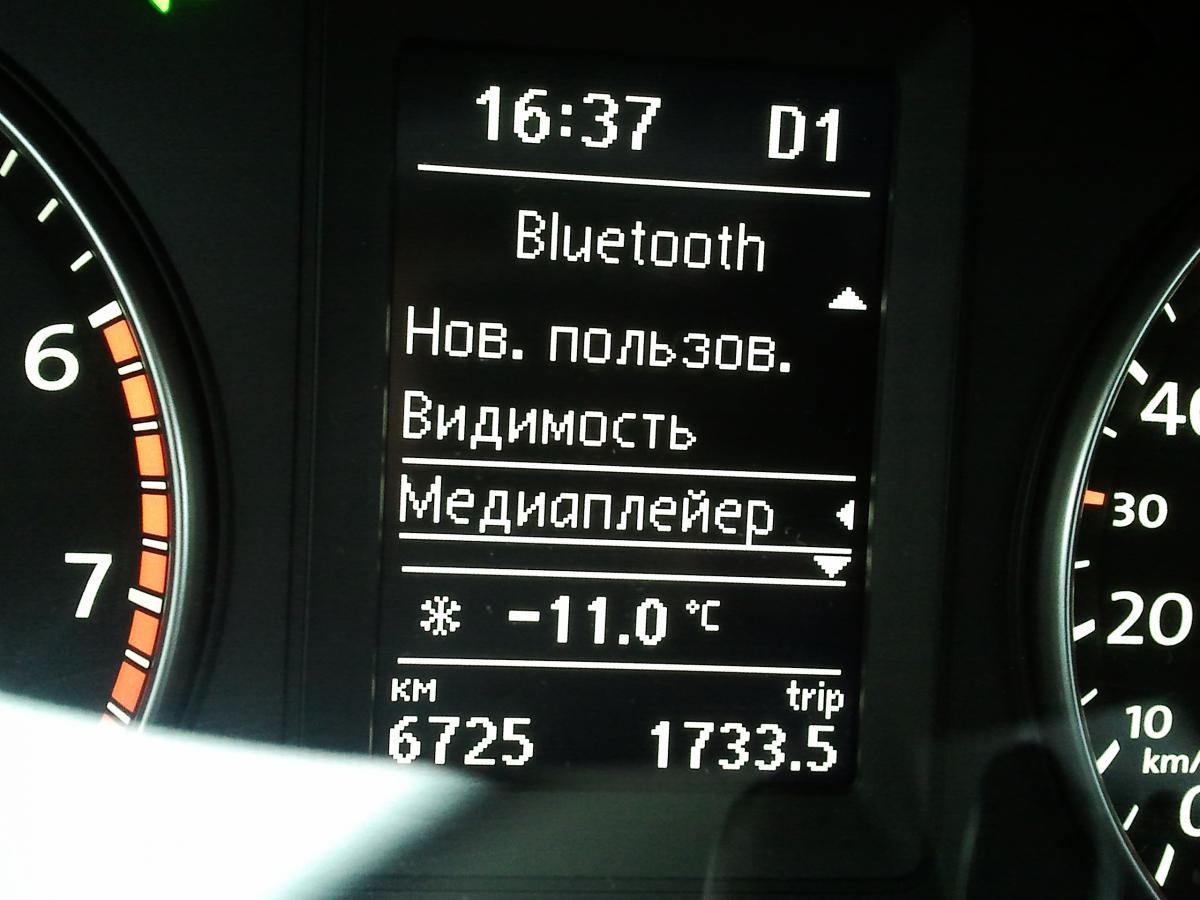 16:37 D1
Bluetooth
Нов. пользов.
Видимость
Медиаплейер
-11.0 °C
км trip
6725 1733.5
6
7
40
30
20
10
km/
0